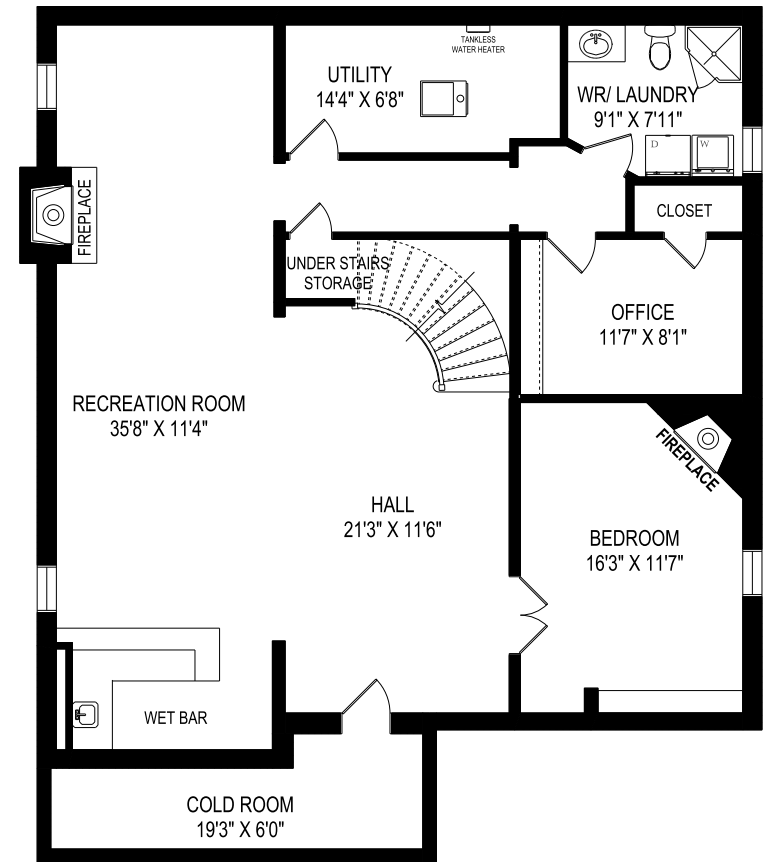 TANKLESS
WATER HEATER
UTILITY
14'4" X 6'8"
WR/ LAUNDRY
9'1" X 7'11"
D
W
FIREPLACE
CLOSET
UNDER STAIRS
STORAGE
OFFICE
11'7" X 8'1"
RECREATION ROOM
35'8" X 11'4"
FIREPLACE
HALL
21'3" X 11'6"
BEDROOM
16'3" X 11'7"
WET BAR
COLD ROOM
19'3" X 6'0"